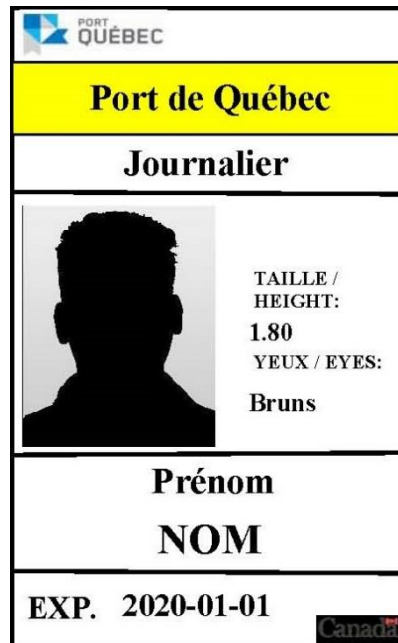 PORT
QUÉBEC
Port de Québec
Journalier
TAILLE /
HEIGHT:
1.80
YEUX / EYES:
Bruns
Prénom
NOM
EXP. 2020-01-01
Canada